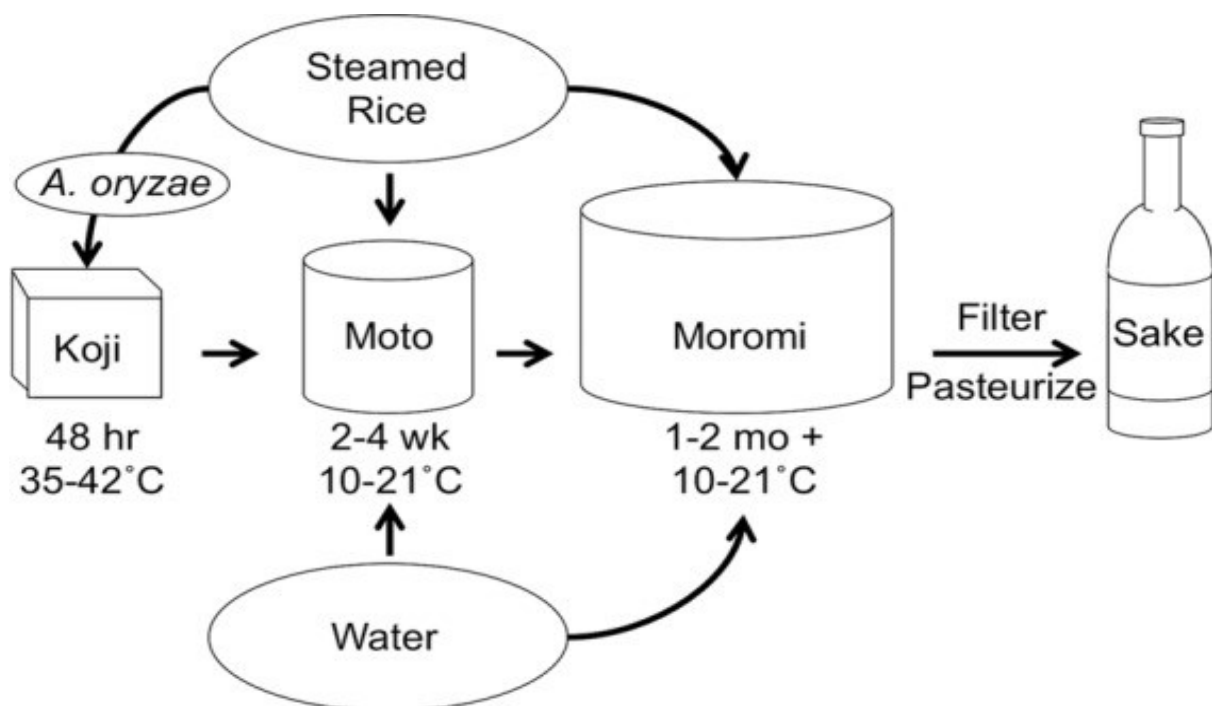 Steamed
Rice
A. oryzae
Koji
48 hr
35-42˚C
Moto
2-4 wk
10-21˚C
Moromi
1-2 mo +
10-21˚C
Filter
Pasteurize
Sake
Water